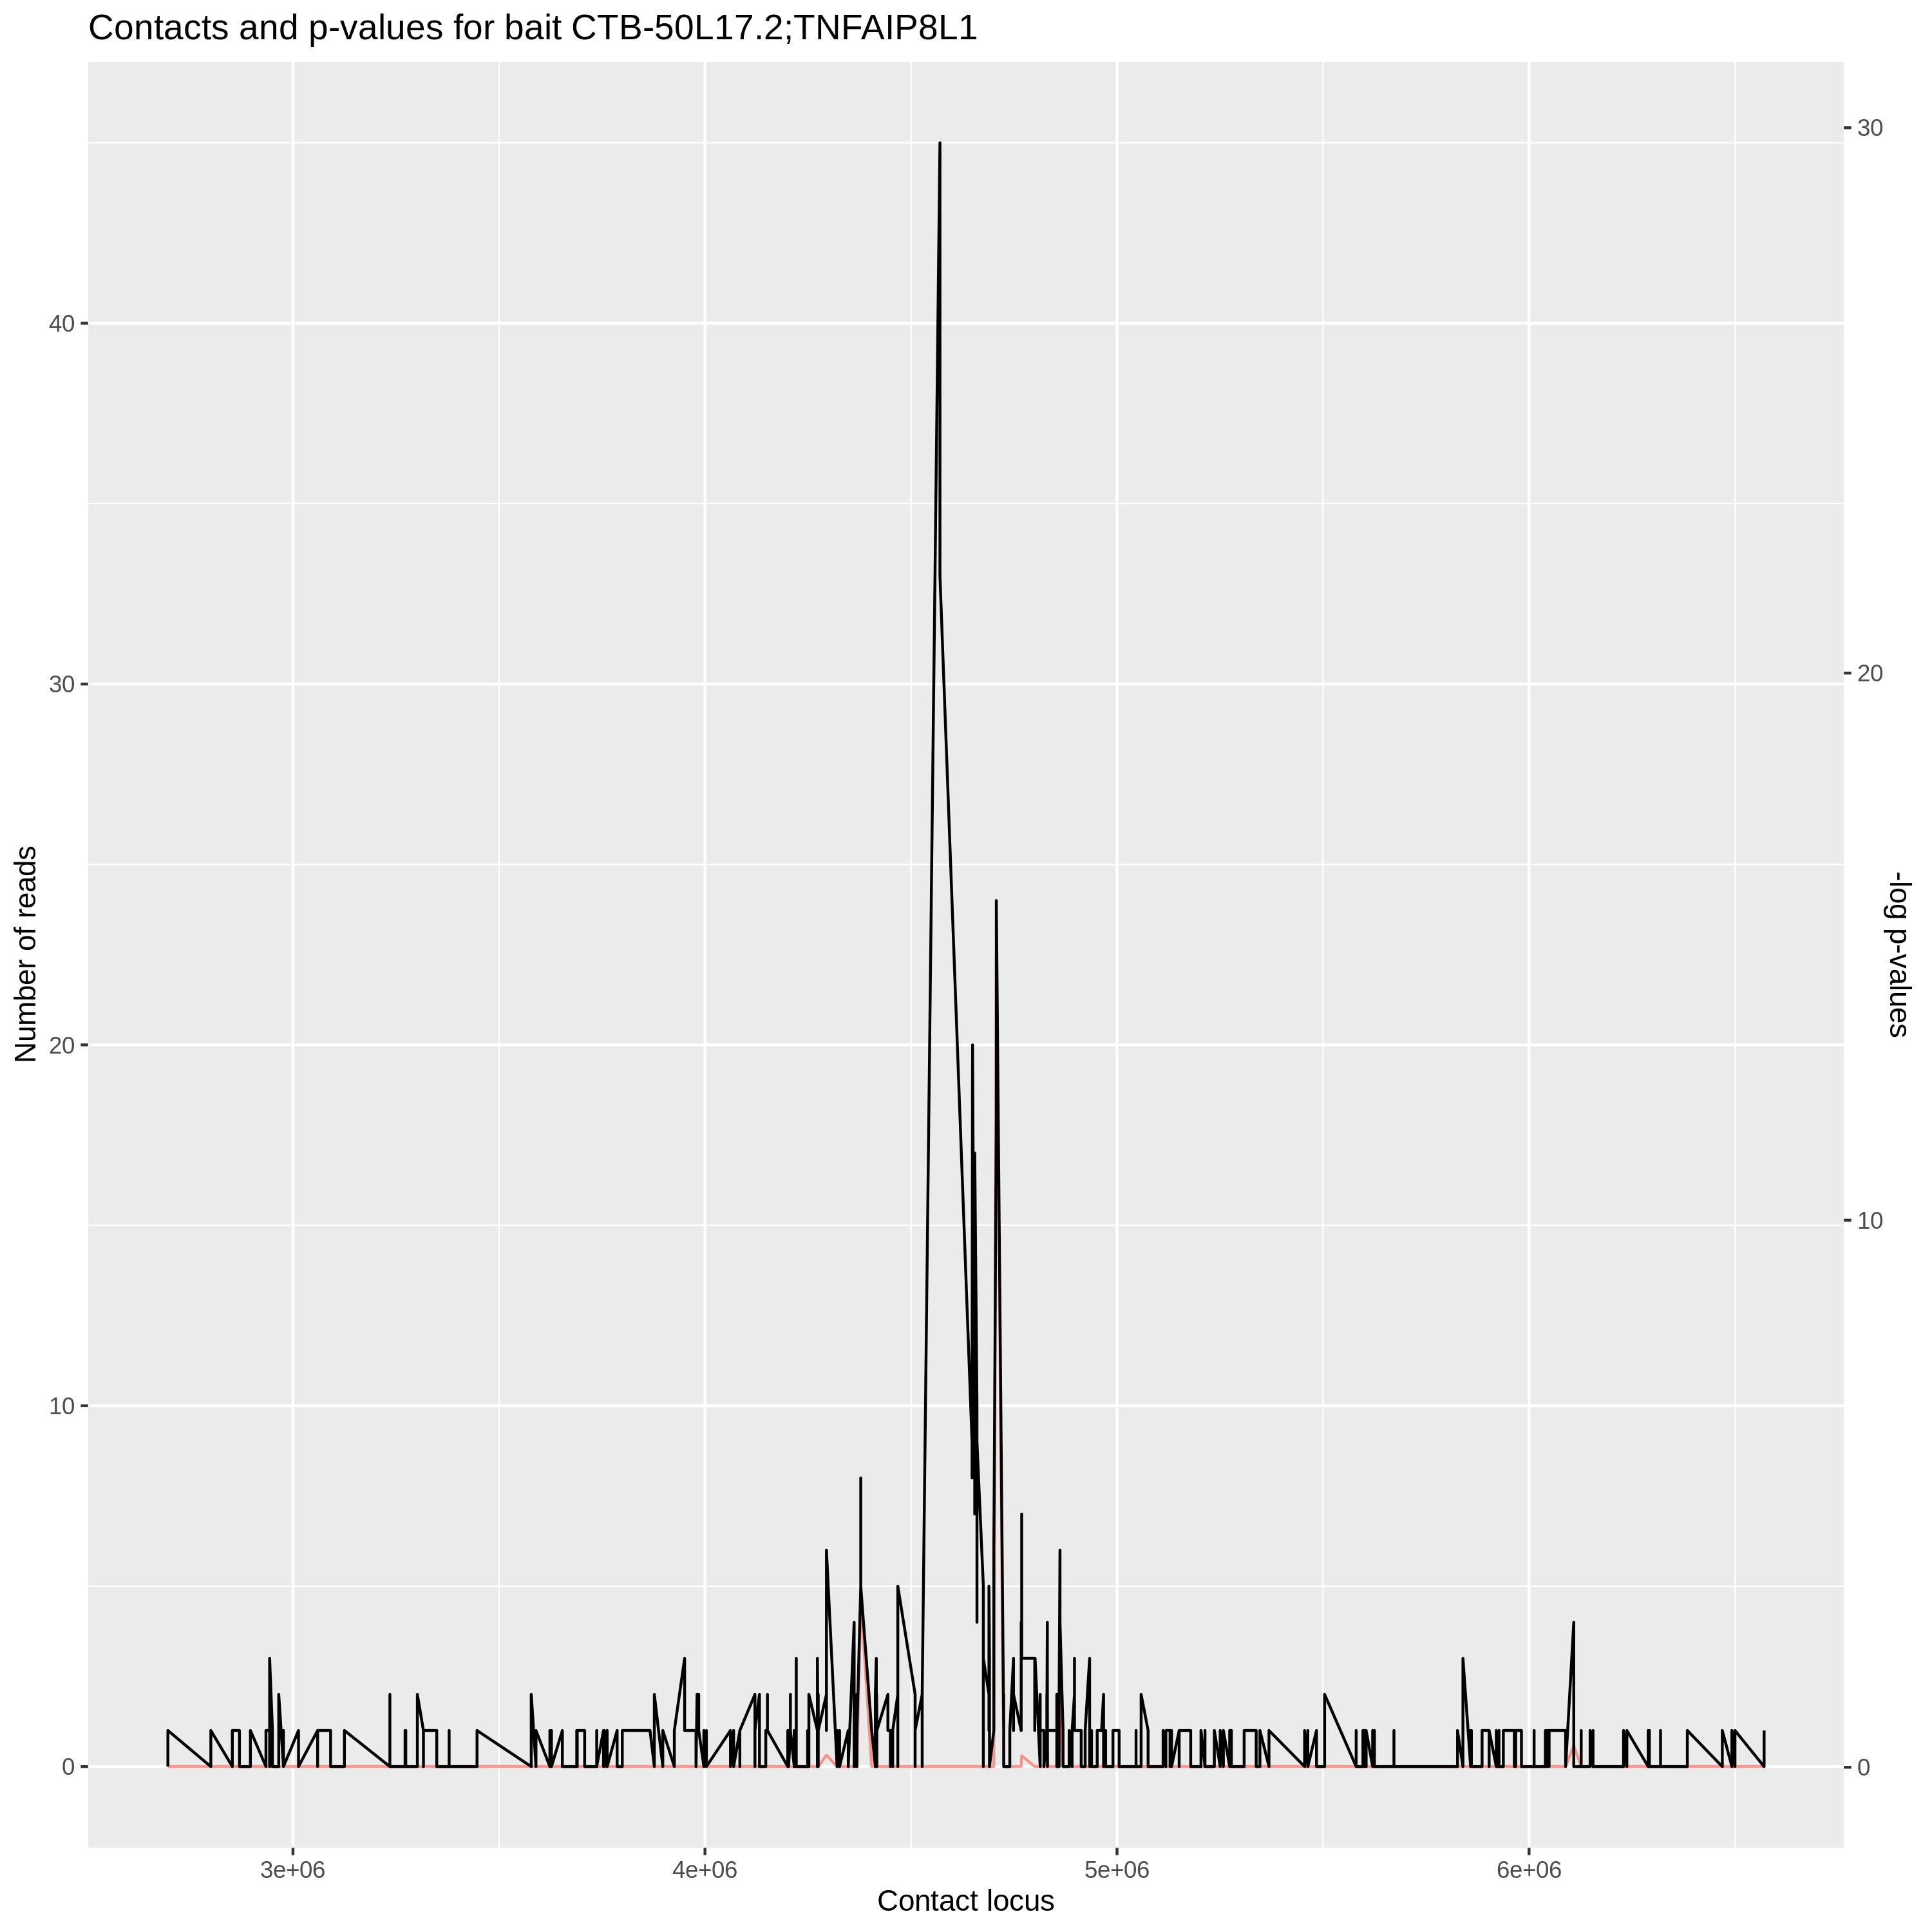 Contacts and p-values for bait CTB-50L17.2;TNFAIP8L1
Number of reads
40
30
20
10
0
30
20
10
0
-log p-values
3e+06
4e+06
5e+06
6e+06
Contact locus